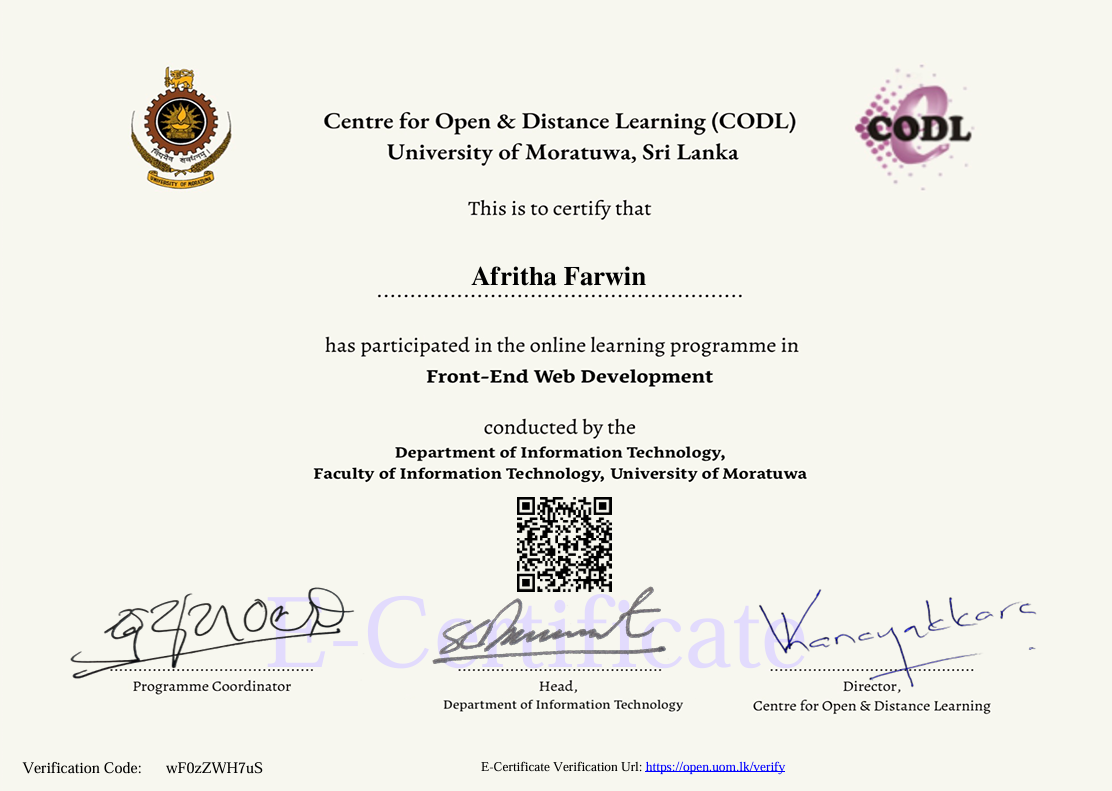 Centre for Open & Distance Learning (CODL)
University of Moratuwa, Sri Lanka
CODL
UNIVERSITY OF MORATUWA
This is to certify that
Afritha Farwin
has participated in the online learning programme in
Front-End Web Development
conducted by the
Department of Information Technology,
Faculty of Information Technology, University of Moratuwa
E-Certificate
Programme Coordinator
Head,
Department of Information Technology
Director,
Centre for Open & Distance Learning
Verification Code: wF0zZWH7uS
E-Certificate Verification Url: https://open.uom.lk/verify